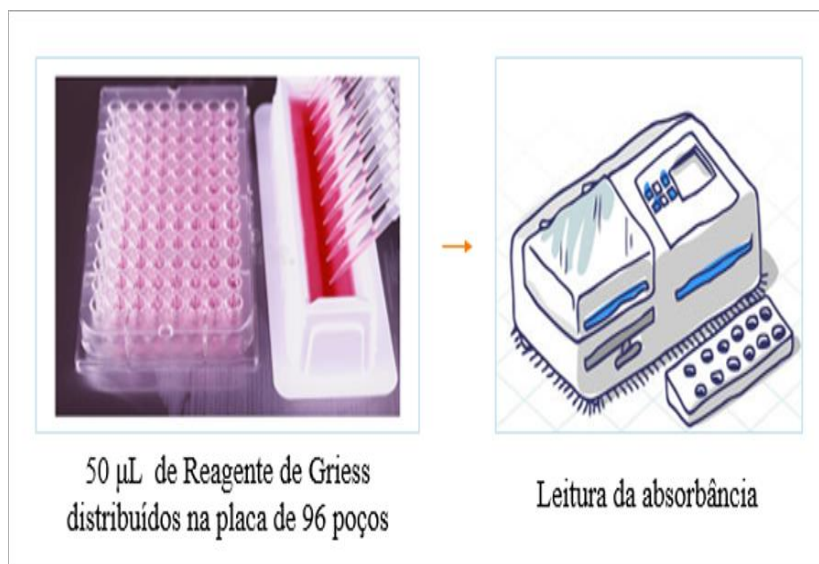 50 µL de Reagente de Griess
distribuídos na placa de 96 poços
Leitura da absorbância